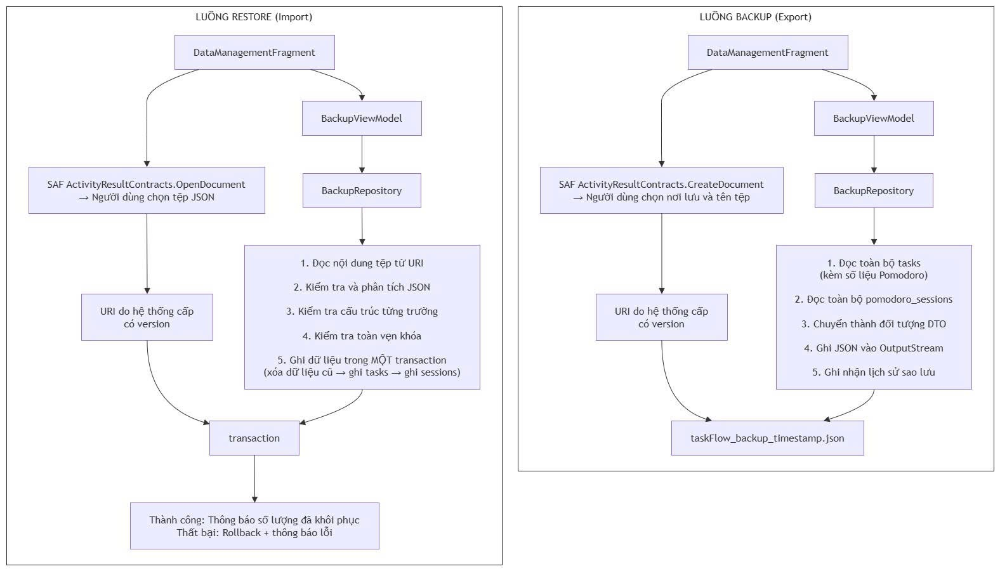 LUỒNG RESTORE (Import)
DataManagementFragment
BackupViewModel
SAF ActivityResultContracts.OpenDocument
→ Người dùng chọn tệp JSON
BackupRepository
URI do hệ thống cấp
có version
1. Đọc nội dung tệp từ URI
2. Kiểm tra và phân tích JSON
3. Kiểm tra cấu trúc từng trường
4. Kiểm tra toàn vẹn khóa
5. Ghi dữ liệu trong MỘT transaction
(xóa dữ liệu cũ → ghi tasks → ghi sessions)
transaction
Thành công: Thông báo số lượng đã khôi phục
Thất bại: Rollback + thông báo lỗi
LUỒNG BACKUP (Export)
DataManagementFragment
BackupViewModel
SAF ActivityResultContracts.CreateDocument
→ Người dùng chọn nơi lưu và tên tệp
BackupRepository
URI do hệ thống cấp
có version
1. Đọc toàn bộ tasks
(kèm số liệu Pomodoro)
2. Đọc toàn bộ pomodoro_sessions
3. Chuyển thành đối tượng DTO
4. Ghi JSON vào OutputStream
5. Ghi nhận lịch sử sao lưu
taskFlow_backup_timestamp.json